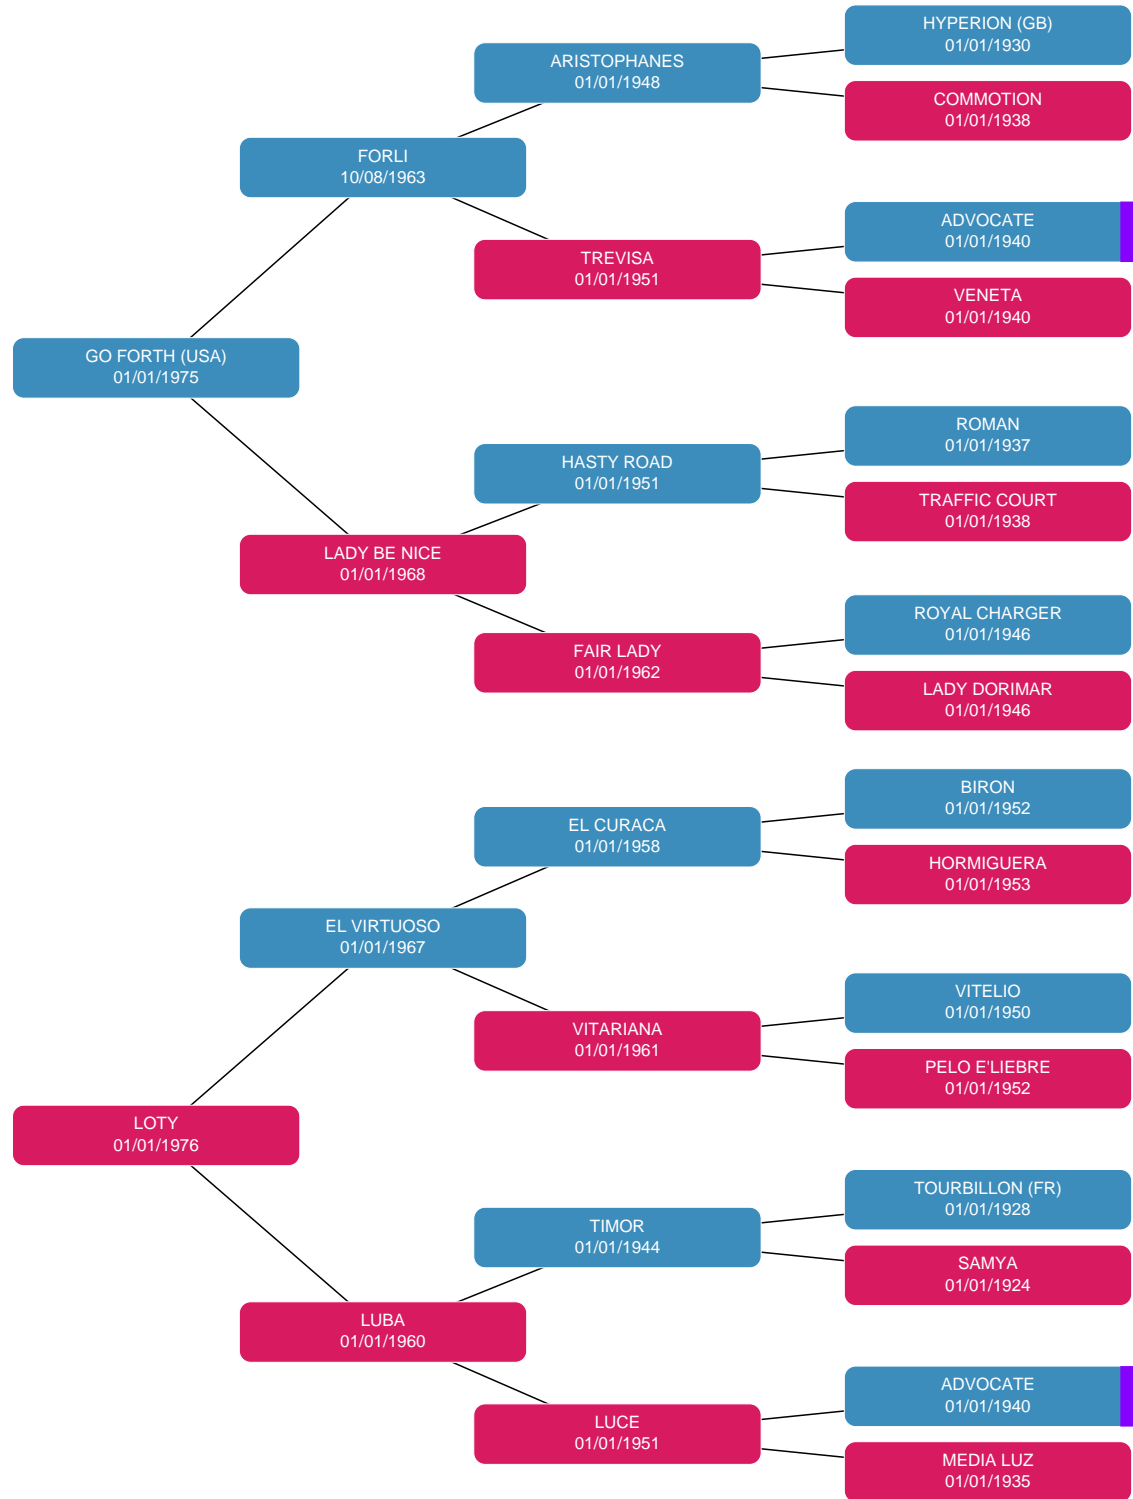 HYPERION (GB)
01/01/1930
ARISTOPHANES
01/01/1948
COMMOTION
01/01/1938
FORLI
10/08/1963
ADVOCATE
01/01/1940
TREVISA
01/01/1951
VENETA
01/01/1940
GO FORTH (USA)
01/01/1975
ROMAN
01/01/1937
HASTY ROAD
01/01/1951
TRAFFIC COURT
01/01/1938
LADY BE NICE
01/01/1968
ROYAL CHARGER
01/01/1946
FAIR LADY
01/01/1962
LADY DORIMAR
01/01/1946
BIRON
01/01/1952
EL CURACA
01/01/1958
HORMIGUERA
01/01/1953
EL VIRTUOSO
01/01/1967
VITELIO
01/01/1950
VITARIANA
01/01/1961
PELO E'LIEBRE
01/01/1952
LOTY
01/01/1976
TOURBILLON (FR)
01/01/1928
TIMOR
01/01/1944
SAMYA
01/01/1924
LUBA
01/01/1960
ADVOCATE
01/01/1940
LUCE
01/01/1951
MEDIA LUZ
01/01/1935